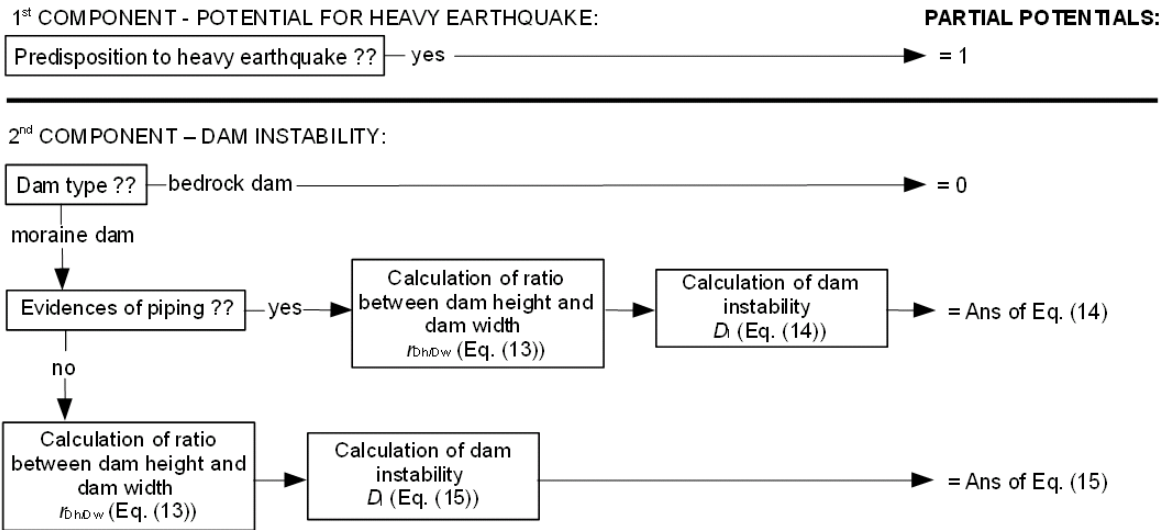 1st COMPONENT - POTENTIAL FOR HEAVY EARTHQUAKE:
PARTIAL POTENTIALS:
Predisposition to heavy earthquake ??
yes
= 1
2nd COMPONENT – DAM INSTABILITY:
Dam type ??
bedrock dam
= 0
moraine dam
Evidences of piping ??
yes
Calculation of ratio
between dam height and
dam width
rDh/Dw (Eq. (13))
Calculation of dam
instability
Di (Eq. (14))
= Ans of Eq. (14)
no
Calculation of ratio
between dam height and
dam width
rDh/Dw (Eq. (13))
Calculation of dam
instability
Di (Eq. (15))
= Ans of Eq. (15)